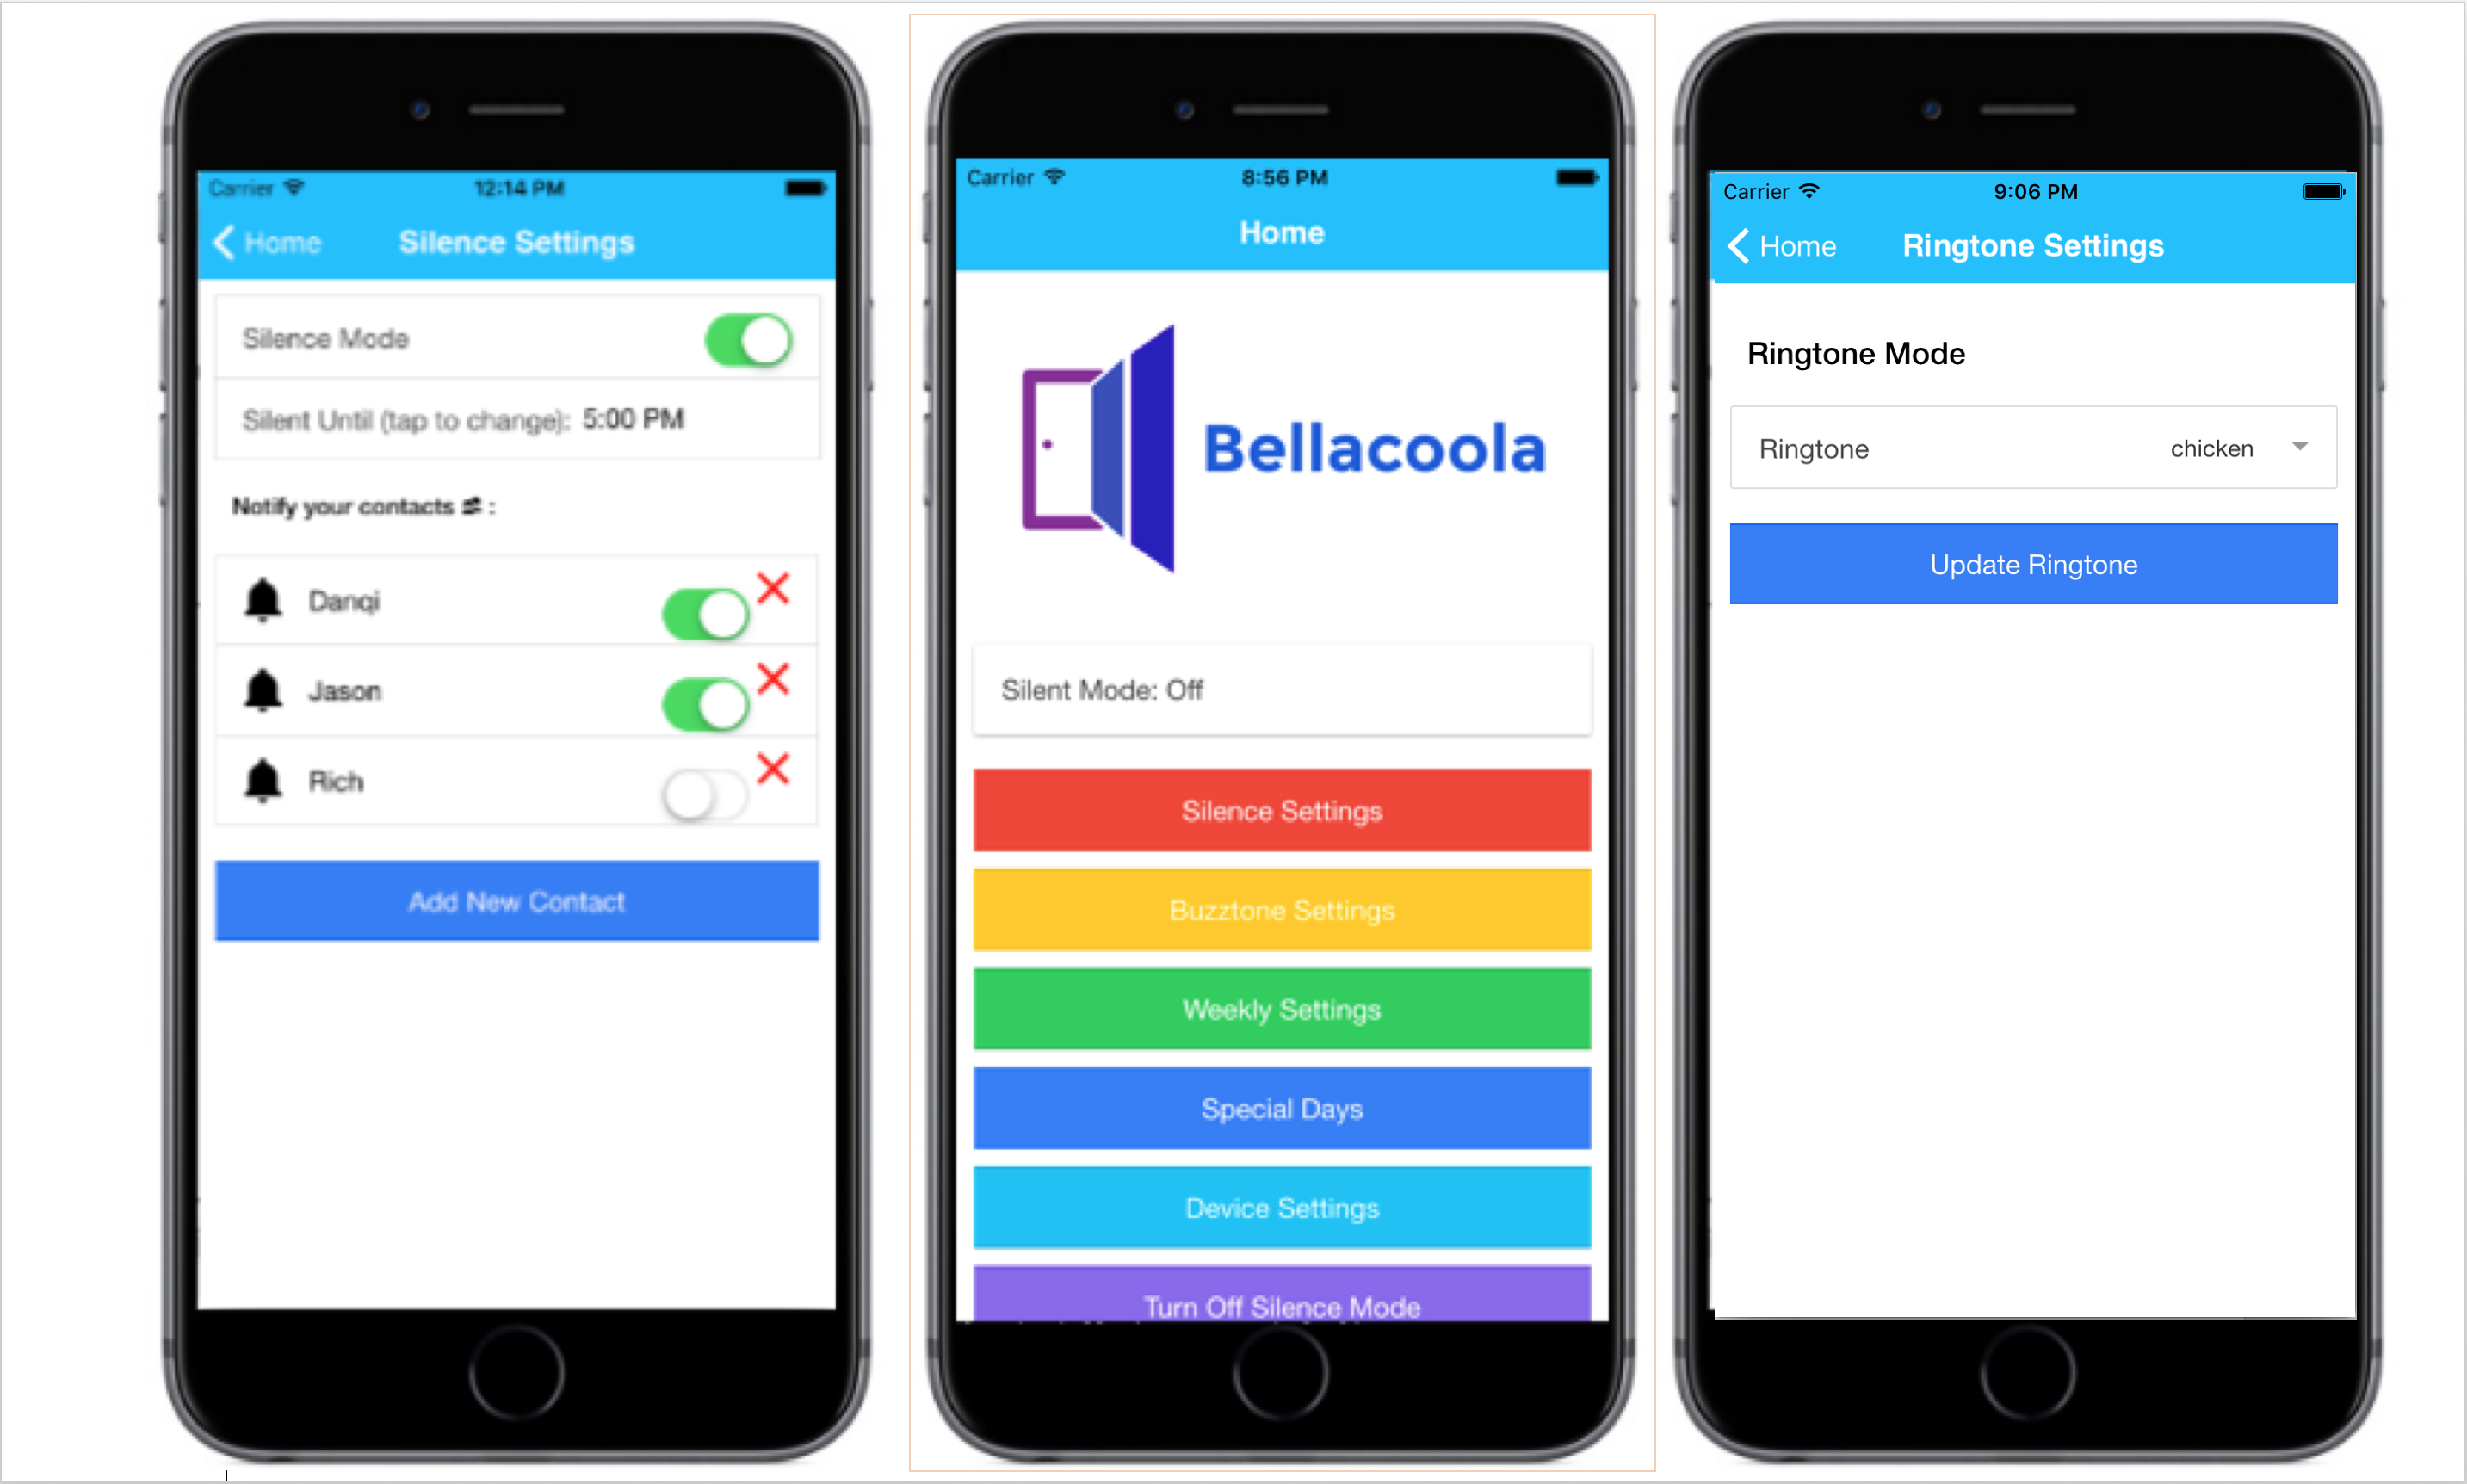 Carrier 12:14 PM
Home Silence Settings
Silence Mode
Silent Until (tap to change): 5:00 PM
Notify your contacts :
Danqi
Jason
Rich
Add New Contact
Carrier 8:56 PM
Home
Bellacoola
Silent Mode: Off
Silence Settings
Buzztone Settings
Weekly Settings
Special Days
Device Settings
Turn Off Silence Mode
Carrier 9:06 PM
Home Ringtone Settings
Ringtone Mode
Ringtone chicken
Update Ringtone